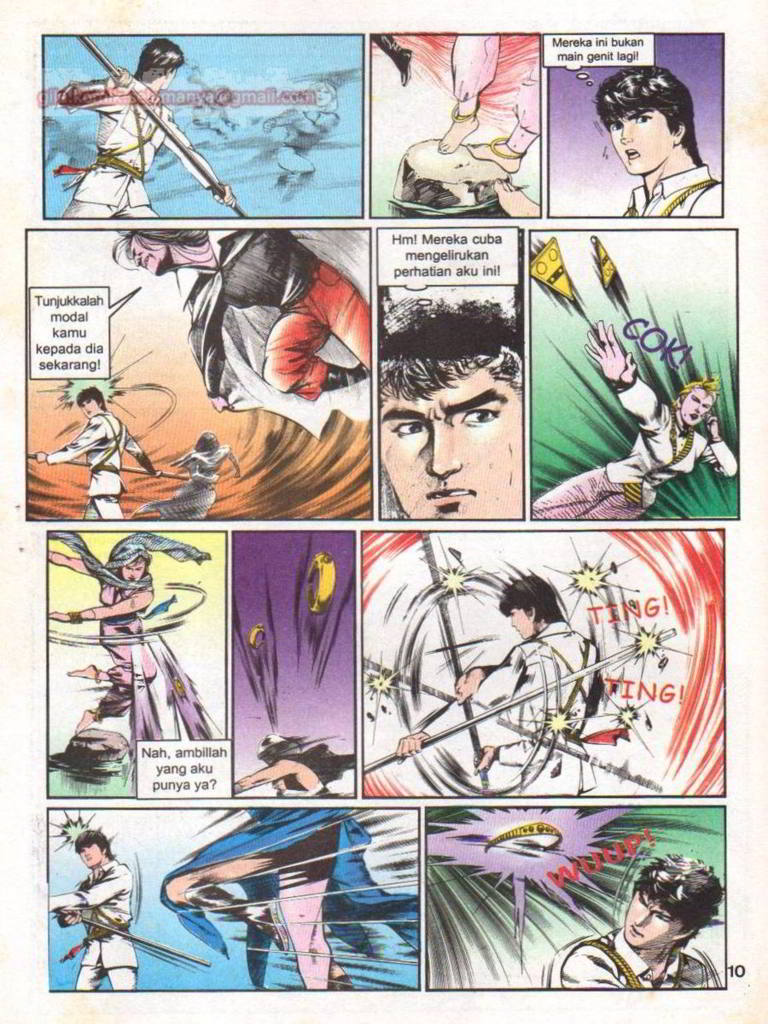 Mereka ini bukan
main genit lagi!
Tunjukkalah
modal
kamu
kepada dia
sekarang!
Hm! Mereka cuba
mengelirukan
perhatian aku ini!
COK!
Nah, ambillah
yang aku
punya ya?
TING!
TING!
WUUP!
10